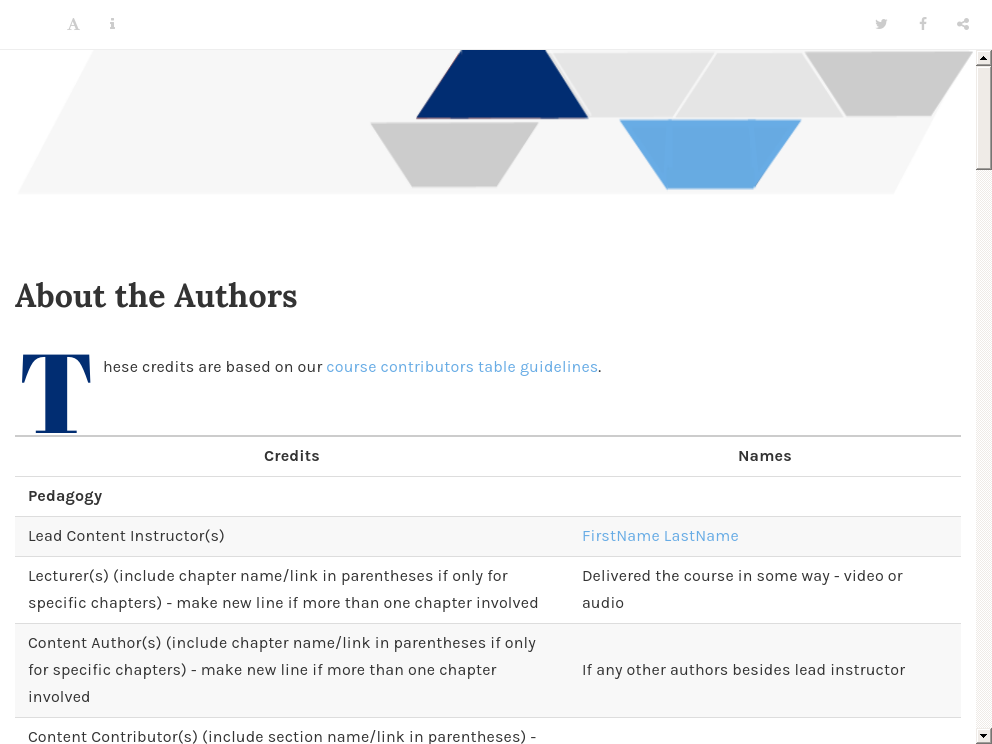 About the Authors
These credits are based on our course contributors table guidelines.
Credits Names
Pedagogy
Lead Content Instructor(s) FirstName LastName
Lecturer(s) (include chapter name/link in parentheses if only for Delivered the course in some way - video or
specific chapters) - make new line if more than one chapter involved audio
Content Author(s) (include chapter name/link in parentheses if only
for specific chapters) - make new line if more than one chapter If any other authors besides lead instructor
involved
Content Contributor(s) (include section name/link in parentheses) -